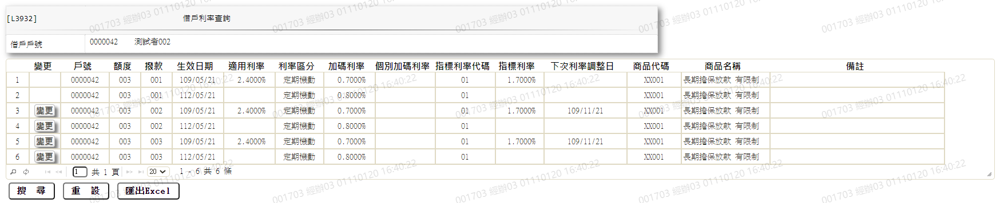 [L3932] 借戶利率查詢
借戶戶號 0000042 測試者002
變更 戶號 額度 撥款 生效日期 適用利率 利率區分 加碼利率 個別加碼利率 指標利率代碼 指標利率 下次利率調整日 商品代碼 商品名稱 備註
1 0000042 003 001 109/05/21 2.4000% 定期機動 0.7000% 01 1.7000% XX001 長期擔保放款 有限制
2 0000042 003 001 112/05/21 定期機動 0.8000% 01 XX001 長期擔保放款 有限制
3 變更 0000042 003 002 109/05/21 2.4000% 定期機動 0.7000% 01 1.7000% 109/11/21 XX001 長期擔保放款 有限制
4 變更 0000042 003 002 112/05/21 定期機動 0.8000% 01 XX001 長期擔保放款 有限制
5 變更 0000042 003 003 109/05/21 2.4000% 定期機動 0.7000% 01 1.7000% 109/11/21 XX001 長期擔保放款 有限制
6 變更 0000042 003 003 112/05/21 定期機動 0.8000% 01 XX001 長期擔保放款 有限制
1 共 1 頁 20 1 - 6 共 6 條
搜 尋 重 設 匯出Excel
001703 經辦03 01110120 16:40:22